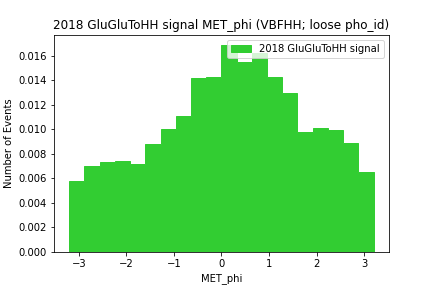 2018 GluGluToHH signal MET_phi (VBFHH; loose pho_id)
2018 GluGluToHH signal
Number of Events
0.016
0.014
0.012
0.010
0.008
0.006
0.004
0.002
0.000
−3 −2 −1 0 1 2 3
MET_phi